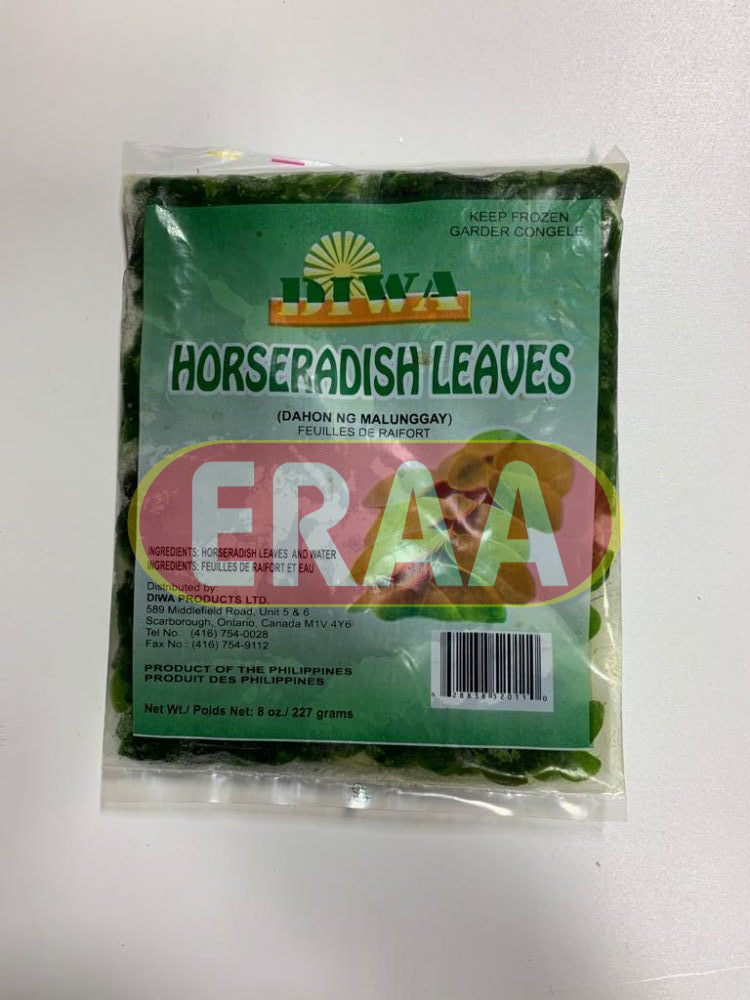 KEEP FROZEN
GARDER CONGELE
DIWA
HORSERADISH LEAVES
(DAHON NG MALUNGGAY)
FEUILLES DE RAIFORT
ERAA
INGREDIENTS: HORSERADISH LEAVES AND WATER
INGREDIENTS: FEUILLES DE RAIFORT ET EAU
Distributed by:
DIWA PRODUCTS LTD.
589 Middlefield Road, Unit 5 & 6
Scarborough, Ontario, Canada M1V 4Y6
Tel No. (416) 754-0028
Fax No.: (416) 754-9112
PRODUCT OF THE PHILIPPINES
PRODUIT DES PHILIPPINES
Net Wt./ Poids Net: 8 oz./ 227 grams